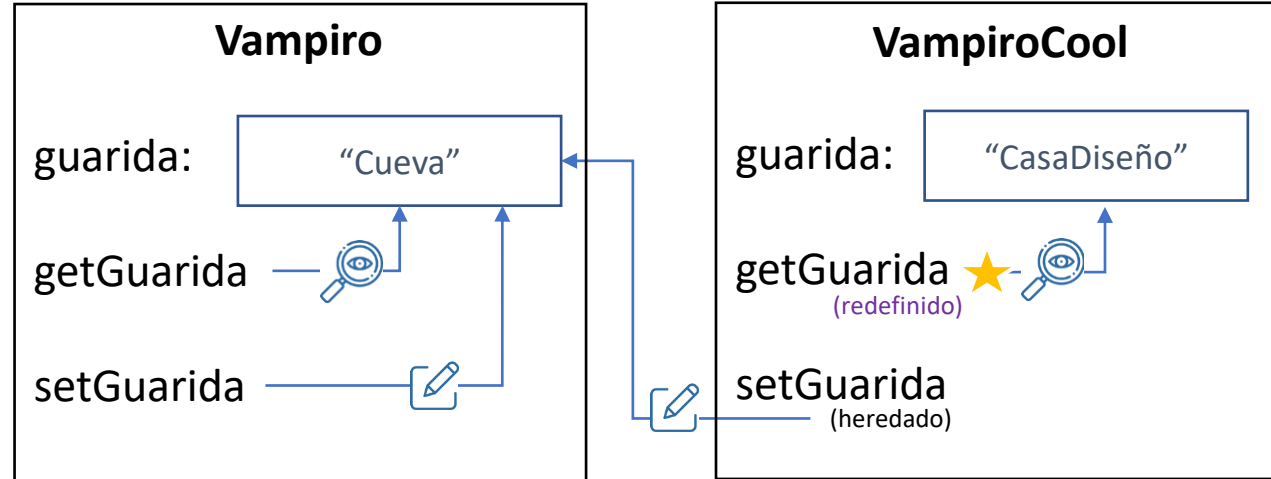 Vampiro
guarida:
“Cueva”
getGuarida
setGuarida
VampiroCool
guarida:
“CasaDiseño”
getGuarida
(redefinido)
setGuarida
(heredado)